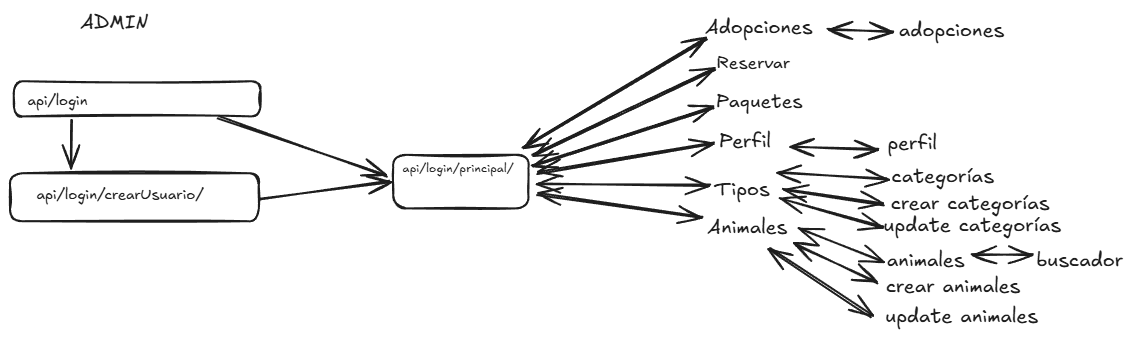 ADMIN
Adopciones
adopciones
Reservar
api/login
Paquetes
Perfil
perfil
api/login/principal/
categorías
api/login/crearUsuario/
Tipos
crear categorías
update categorías
Animales
animales
buscador
crear animales
update animales